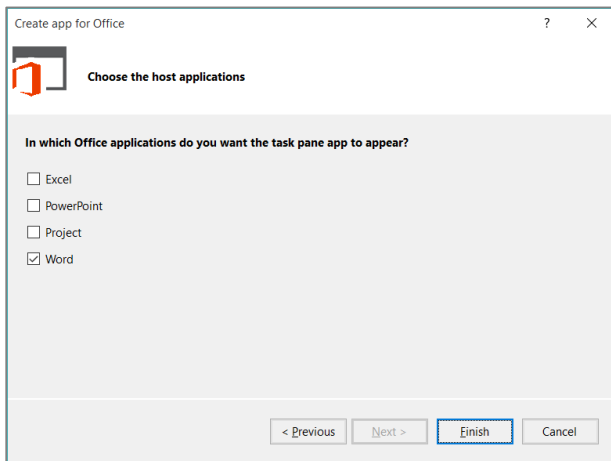 Create app for Office ? ✕
Choose the host applications
In which Office applications do you want the task pane app to appear?
Excel
PowerPoint
Project
Word
< Previous Next > Finish Cancel